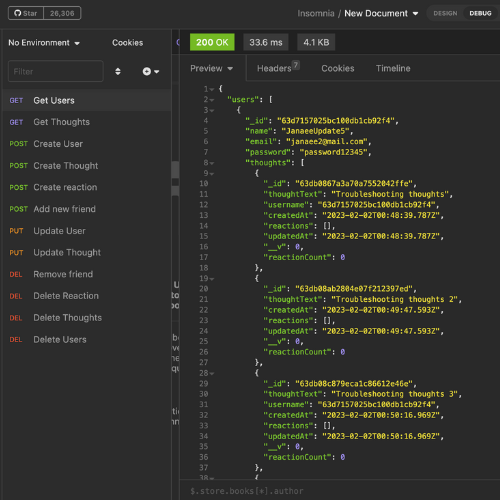 Star 26,306
Insomnia / New Document
DESIGN DEBUG
No Environment Cookies
200 OK 33.6 ms 4.1 KB
Filter
Preview Headers 7 Cookies Timeline
GET Get Users
GET Get Thoughts
POST Create User
POST Create Thought
POST Create reaction
POST Add new friend
PUT Update User
PUT Update Thought
DEL Remove friend
DEL Delete Reaction
DEL Delete Thoughts
DEL Delete Users
1 {
2 "users": [
3 {
4 "_id": "63d7157025bc100db1cb92f4",
5 "name": "JanaeeUpdate5",
6 "email": "janaee2@mail.com",
7 "password": "password12345",
8 "thoughts": [
9 {
10 "_id": "63db0867a3a70a7552042ffe",
11 "thoughtText": "Troubleshooting thoughts",
12 "username": "63d7157025bc100db1cb92f4",
13 "createdAt": "2023-02-02T00:48:39.787Z",
14 "reactions": [],
15 "updatedAt": "2023-02-02T00:48:39.787Z",
16 "__v": 0,
17 "reactionCount": 0
18 },
19 {
20 "_id": "63db08ab2804e07f212397ed",
21 "thoughtText": "Troubleshooting thoughts 2",
22 "username": "63d7157025bc100db1cb92f4",
23 "createdAt": "2023-02-02T00:49:47.593Z",
24 "reactions": [],
25 "updatedAt": "2023-02-02T00:49:47.593Z",
26 "__v": 0,
27 "reactionCount": 0
28 },
29 {
30 "_id": "63db08c879eca1c86612e46e",
31 "thoughtText": "Troubleshooting thoughts 3",
32 "username": "63d7157025bc100db1cb92f4",
33 "createdAt": "2023-02-02T00:50:16.969Z",
34 "reactions": [],
35 "updatedAt": "2023-02-02T00:50:16.969Z",
36 "__v": 0,
37 "reactionCount": 0
38 },
$.store.books[*].author